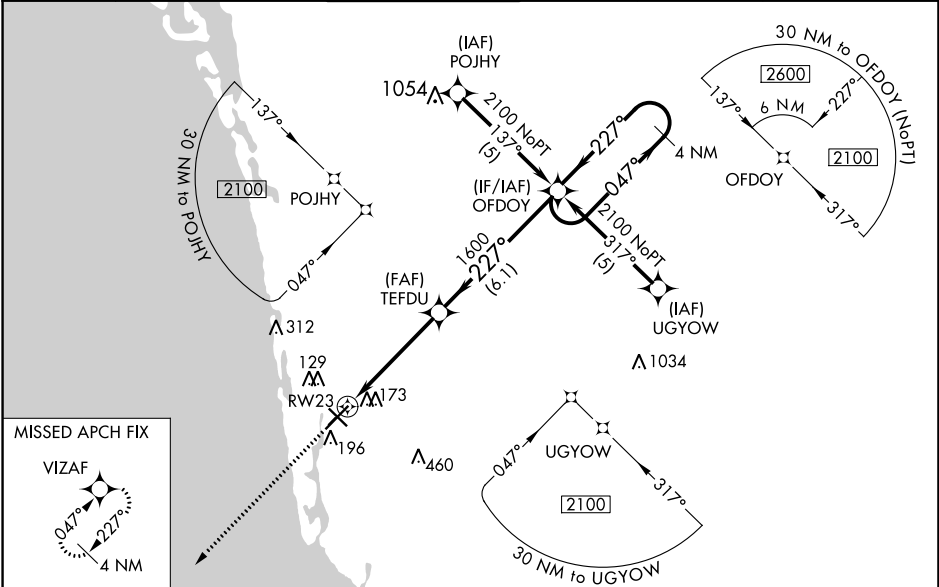 (IAF)
POJHY
1054
2100 NoPT
137°
(5)
227°
047°
4 NM
(IF/IAF)
OFDOY
2100 NoPT
317°
(5)
(IAF)
UGYOW
1600
227°
(6.1)
(FAF)
TEFDU
30 NM to OFDOY (NoPT)
2600
137°
6 NM
227°
2100
OFDOY
317°
137°
2100
POJHY
30 NM to POJHY
047°
312
129
RW23
173
196
460
1034
UGYOW
047°
317°
2100
30 NM to UGYOW
MISSED APCH FIX
VIZAF
047°
227°
4 NM